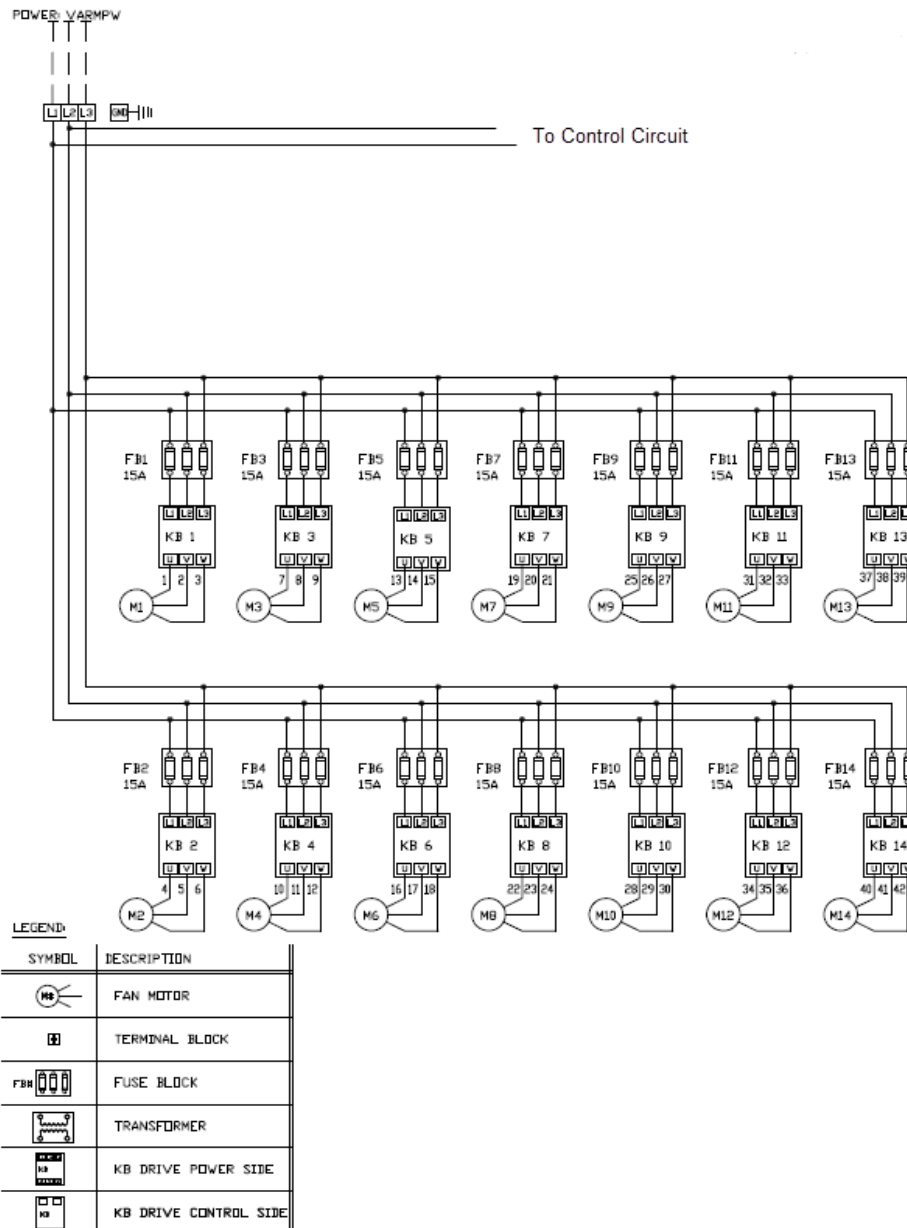 POWER: VARMPW
L1 L2 L3 GND
To Control Circuit
FB1 15A FB3 15A FB5 15A FB7 15A FB9 15A FB11 15A FB13 15A
L1 L2 L3 L1 L2 L3 L1 L2 L3 L1 L2 L3 L1 L2 L3 L1 L2 L3 L1 L2 L3
KB 1 KB 3 KB 5 KB 7 KB 9 KB 11 KB 13
U V W U V W U V W U V W U V W U V W U V W
1 2 3 7 8 9 13 14 15 19 20 21 25 26 27 31 32 33 37 38 39
M1 M3 M5 M7 M9 M11 M13
FB2 15A FB4 15A FB6 15A FB8 15A FB10 15A FB12 15A FB14 15A
L1 L2 L3 L1 L2 L3 L1 L2 L3 L1 L2 L3 L1 L2 L3 L1 L2 L3 L1 L2 L3
KB 2 KB 4 KB 6 KB 8 KB 10 KB 12 KB 14
U V W U V W U V W U V W U V W U V W U V W
4 5 6 10 11 12 16 17 18 22 23 24 28 29 30 34 35 36 40 41 42
M2 M4 M6 M8 M10 M12 M14
LEGEND:
SYMBOL DESCRIPTION
M# FAN MOTOR
TERMINAL BLOCK
FB# FUSE BLOCK
TRANSFORMER
KB KB DRIVE POWER SIDE
KB KB DRIVE CONTROL SIDE